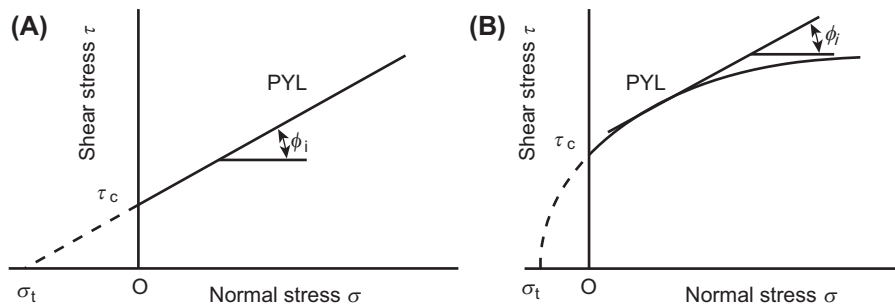 (A)
Shear stress τ
PYL
ϕi
τc
σt
O
Normal stress σ
(B)
Shear stress τ
PYL
ϕi
τc
σt
O
Normal stress σ